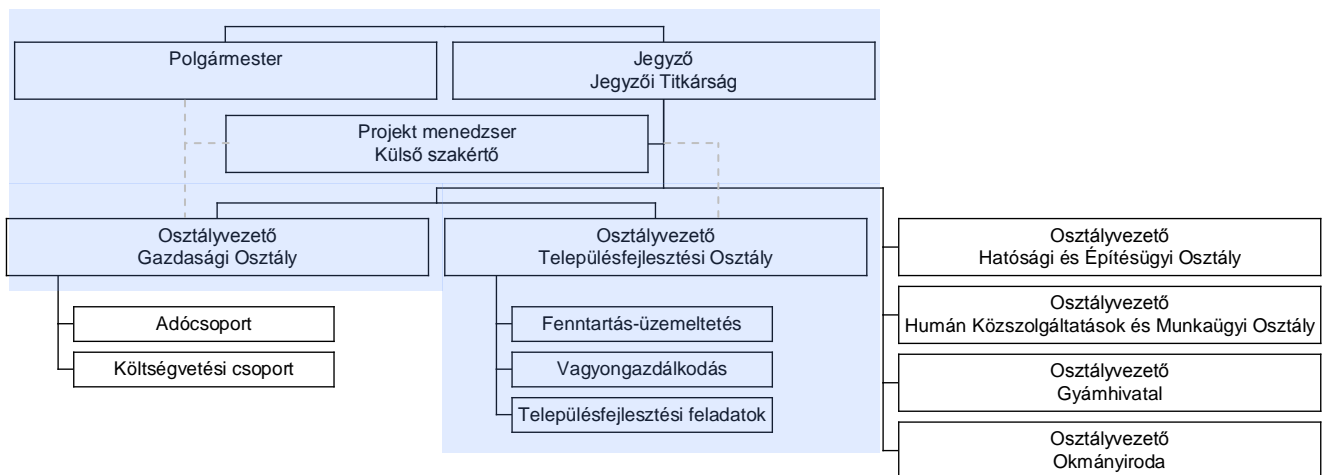 Polgármester
Jegyző
Jegyzői Titkárság
Projekt menedzser
Külső szakértő
Osztályvezető
Gazdasági Osztály
Osztályvezető
Településfejlesztési Osztály
Osztályvezető
Hatósági és Építésügyi Osztály
Adócsoport
Költségvetési csoport
Fenntartás-üzemeltetés
Vagyongazdálkodás
Településfejlesztési feladatok
Osztályvezető
Humán Közszolgáltatások és Munkaügyi Osztály
Osztályvezető
Gyámhivatal
Osztályvezető
Okmányiroda